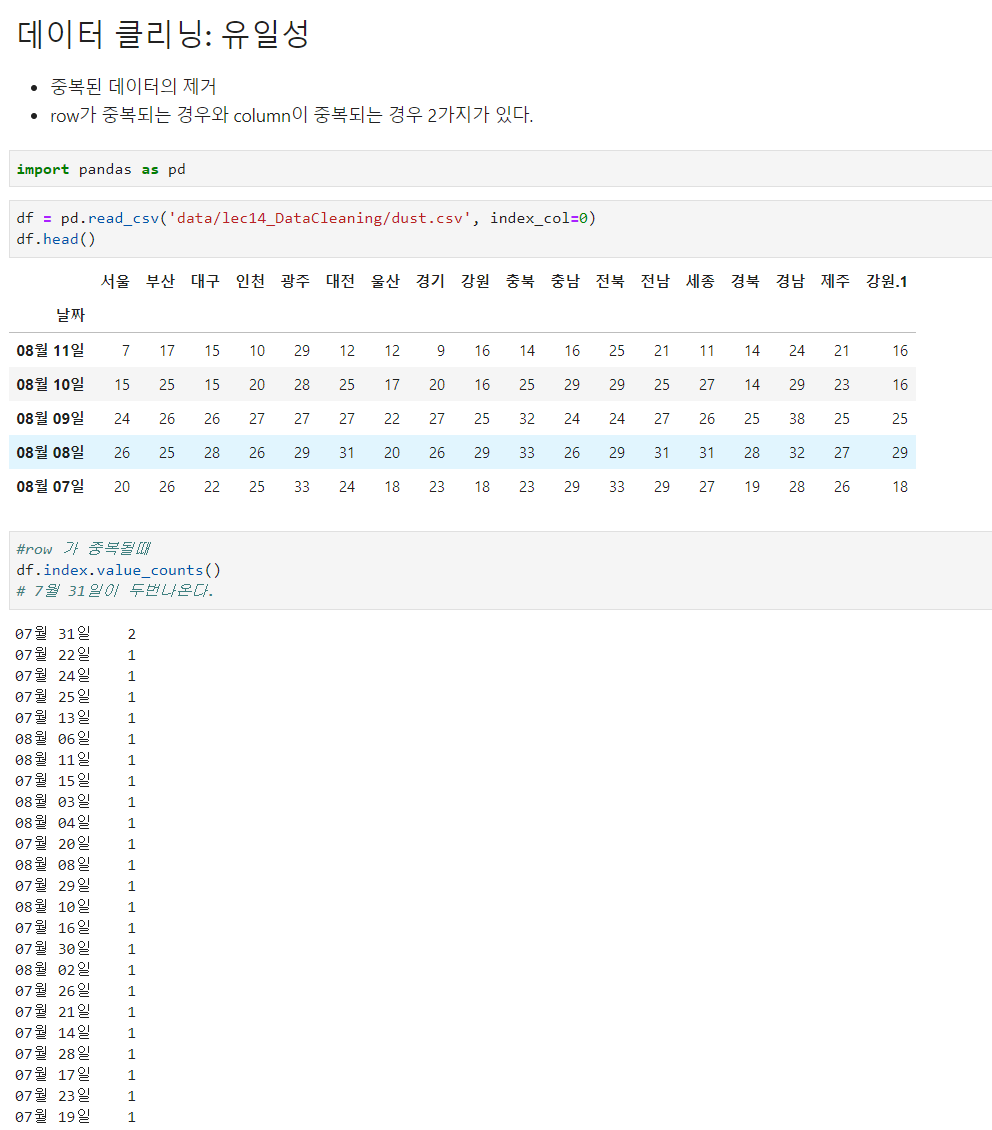 데이터 클리닝: 유일성
중복된 데이터의 제거
row가 중복되는 경우와 column이 중복되는 경우 2가지가 있다.
import pandas as pd
df = pd.read_csv('data/lec14_DataCleaning/dust.csv', index_col=0)
df.head()
서울 부산 대구 인천 광주 대전 울산 경기 강원 충북 충남 전북 전남 세종 경북 경남 제주 강원.1
날짜
08월 11일 7 17 15 10 29 12 12 9 16 14 16 25 21 11 14 24 21 16
08월 10일 15 25 15 20 28 25 17 20 16 25 29 29 25 27 14 29 23 16
08월 09일 24 26 26 27 27 27 22 27 25 32 24 24 27 26 25 38 25 25
08월 08일 26 25 28 26 29 31 20 26 29 33 26 29 31 31 28 32 27 29
08월 07일 20 26 22 25 33 24 18 23 18 23 29 33 29 27 19 28 26 18
#row 가 중복될때
df.index.value_counts()
# 7월 31일이 두번나온다.
07월 31일 2
07월 22일 1
07월 24일 1
07월 25일 1
07월 13일 1
08월 06일 1
08월 11일 1
07월 15일 1
08월 03일 1
08월 04일 1
07월 20일 1
08월 08일 1
07월 29일 1
08월 10일 1
07월 16일 1
07월 30일 1
08월 02일 1
07월 26일 1
07월 21일 1
07월 14일 1
07월 28일 1
07월 17일 1
07월 23일 1
07월 19일 1